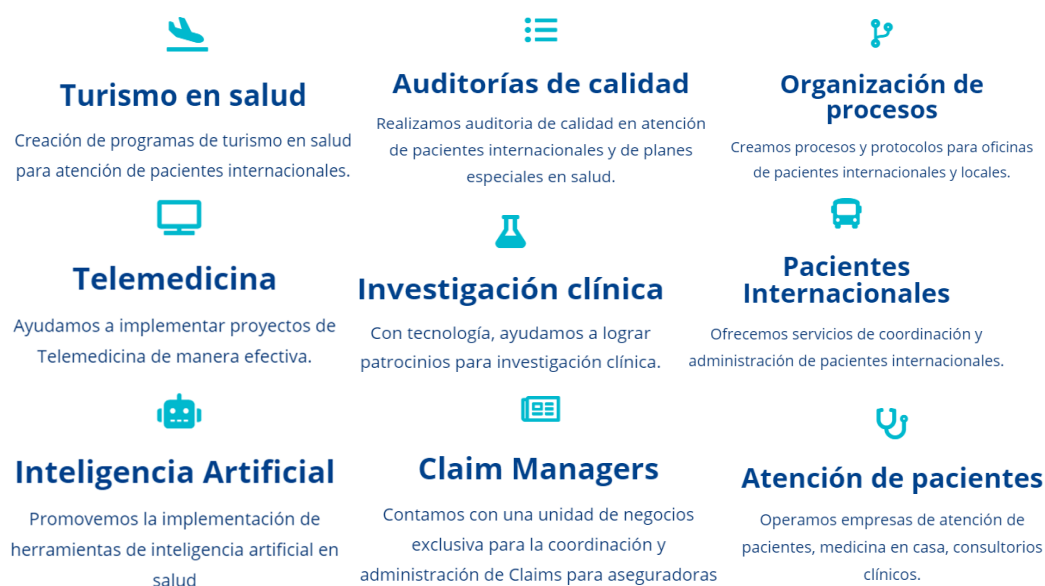 Turismo en salud
Creación de programas de turismo en salud
para atención de pacientes internacionales.
Auditorías de calidad
Realizamos auditoria de calidad en atención
de pacientes internacionales y de planes
especiales en salud.
Organización de
procesos
Creamos procesos y protocolos para oficinas
de pacientes internacionales y locales.
Telemedicina
Ayudamos a implementar proyectos de
Telemedicina de manera efectiva.
Investigación clínica
Con tecnología, ayudamos a lograr
patrocinios para investigación clínica.
Pacientes
Internacionales
Ofrecemos servicios de coordinación y
administración de pacientes internacionales.
Inteligencia Artificial
Promovemos la implementación de
herramientas de inteligencia artificial en
salud
Claim Managers
Contamos con una unidad de negocios
exclusiva para la coordinación y
administración de Claims para aseguradoras
Atención de pacientes
Operamos empresas de atención de
pacientes, medicina en casa, consultorios
clínicos.